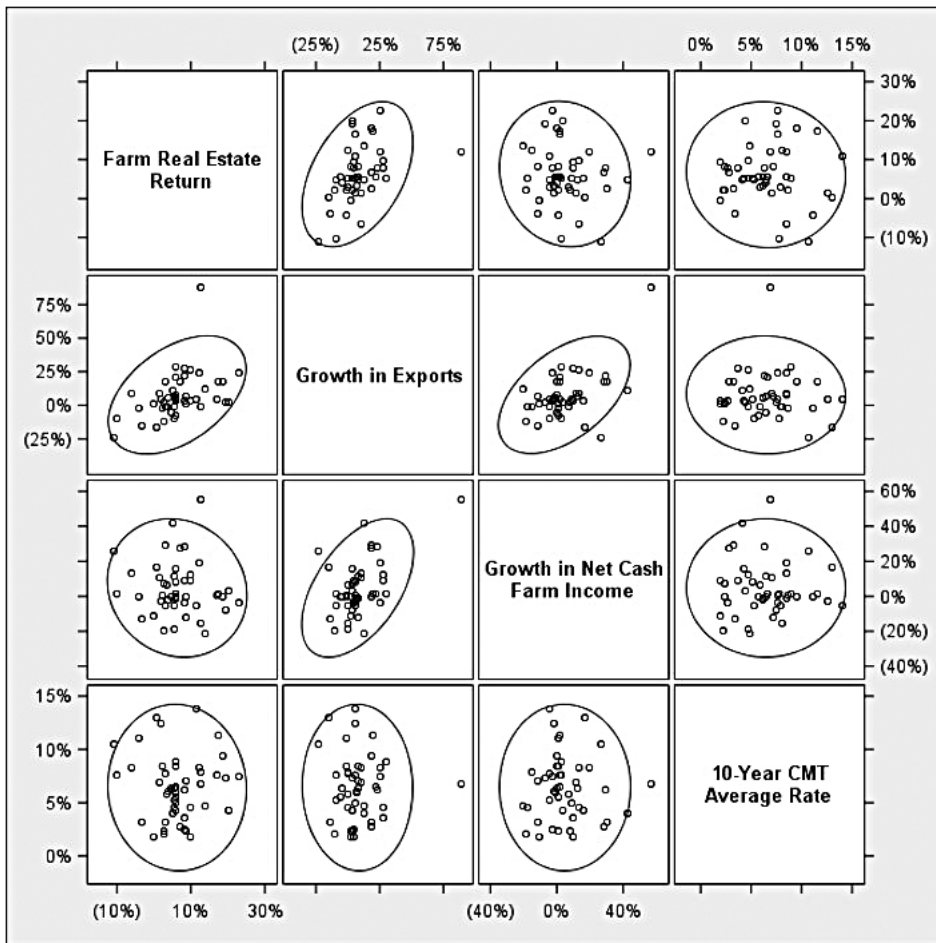 (25%) 25% 75% 0% 5% 10% 15%
30%
20%
10%
0%
(10%)
Farm Real Estate
Return
75%
50%
25%
0%
(25%)
Growth in Exports
60%
40%
20%
0%
(20%)
(40%)
Growth in Net Cash
Farm Income
15%
10%
5%
0%
10-Year CMT
Average Rate
(10%) 10% 30% (40%) 0% 40%